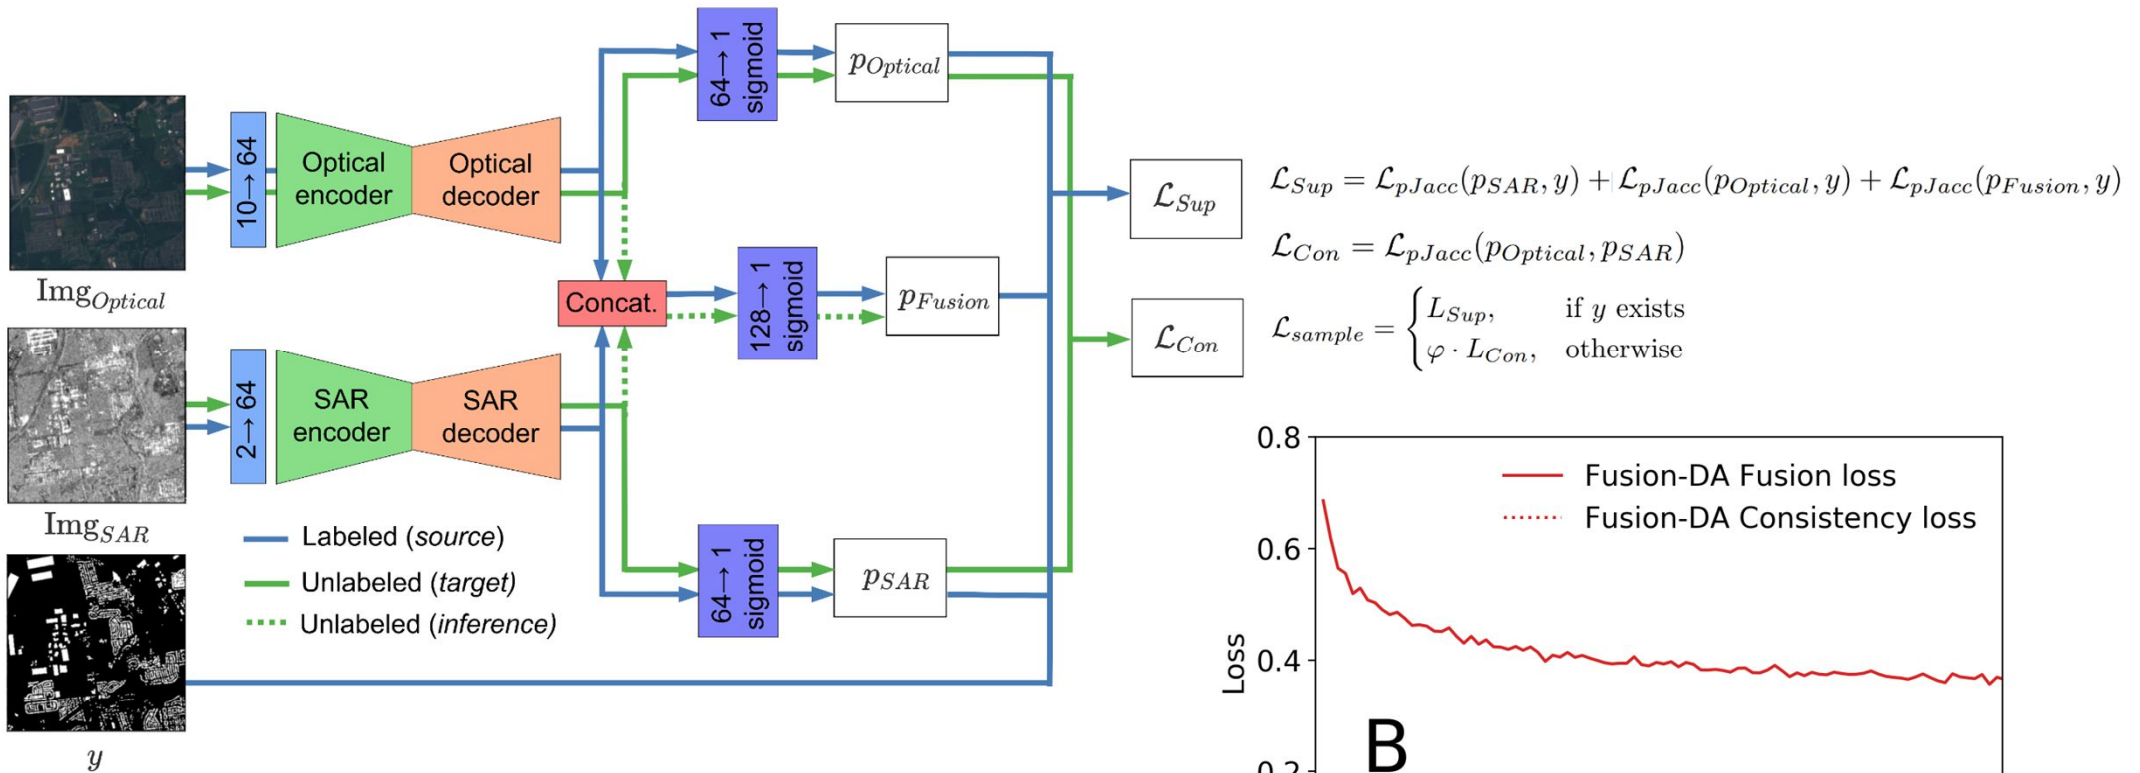 64→1
sigmoid
p_Optical
10→64
Optical
encoder
Optical
decoder
Img_Optical
Concat.
128→1
sigmoid
p_Fusion
2→64
SAR
encoder
SAR
decoder
Img_SAR
64→1
sigmoid
p_SAR
Labeled (source)
Unlabeled (target)
Unlabeled (inference)
y
ℒ_Sup
ℒ_Con
ℒ_Sup = ℒ_pJacc(p_SAR, y) + ℒ_pJacc(p_Optical, y) + ℒ_pJacc(p_Fusion, y)
ℒ_Con = ℒ_pJacc(p_Optical, p_SAR)
ℒ_sample = { L_Sup, if y exists
φ · L_Con, otherwise
0.8
Fusion-DA Fusion loss
Fusion-DA Consistency loss
0.6
0.4
Loss
B
0.2